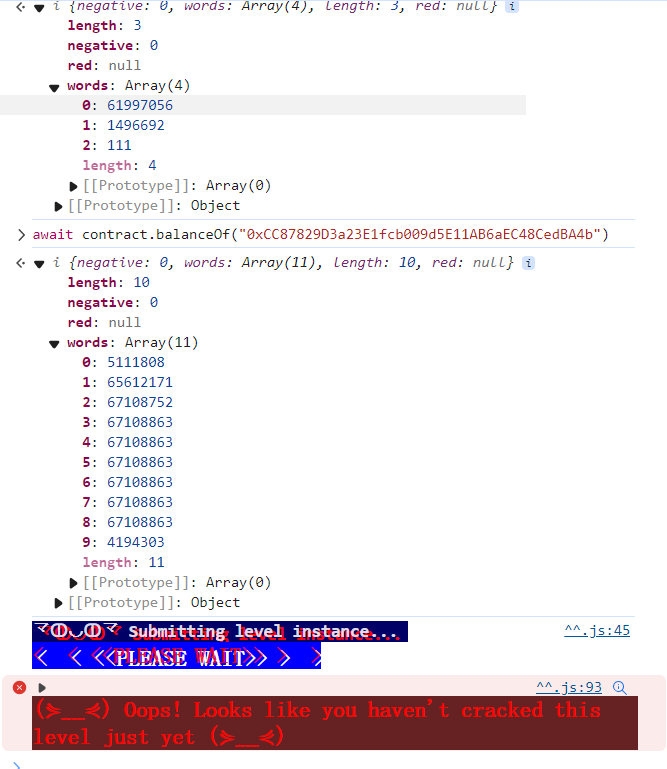 i {negative: 0, words: Array(4), length: 3, red: null} i
length: 3
negative: 0
red: null
words: Array(4)
0: 61997056
1: 1496692
2: 111
length: 4
[[Prototype]]: Array(0)
[[Prototype]]: Object
await contract.balanceOf("0xCC87829D3a23E1fcb009d5E11AB6aEC48CedBA4b")
i {negative: 0, words: Array(11), length: 10, red: null} i
length: 10
negative: 0
red: null
words: Array(11)
0: 5111808
1: 65612171
2: 67108752
3: 67108863
4: 67108863
5: 67108863
6: 67108863
7: 67108863
8: 67108863
9: 4194303
length: 11
[[Prototype]]: Array(0)
[[Prototype]]: Object
Submitting level instance... ^^.js:45
< < <<PLEASE WAIT>> > >
^^.js:93
(⋟﹏⋞) Oops! Looks like you haven't cracked this
level just yet (⋟﹏⋞)